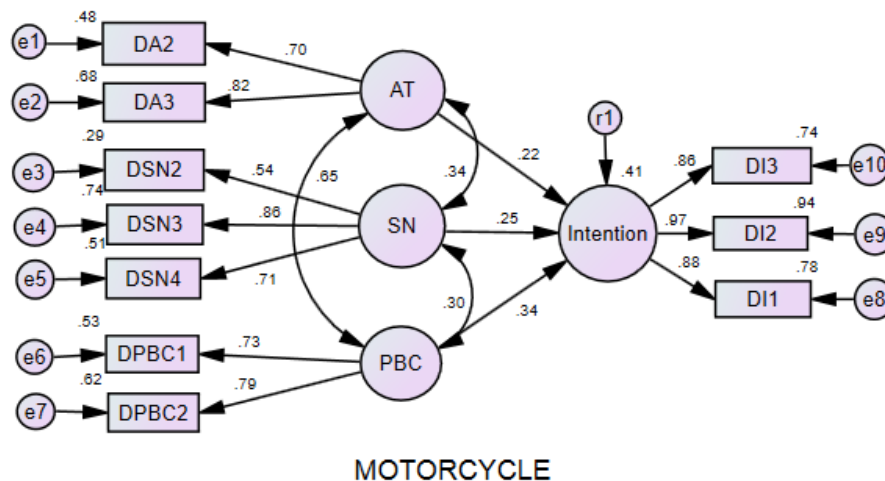 .48
e1 DA2
.70
.68
AT
e2 DA3
.82
r1
.29
.74
e3 DSN2
.54
.65
.34
.22
.41
.86
DI3
e10
.74
.94
e4 DSN3
.86
SN
.25
Intention
.97
DI2
e9
.51
e5 DSN4
.71
.88
.78
DI1
e8
.30
.34
.53
e6 DPBC1
.73
PBC
.62
e7 DPBC2
.79
MOTORCYCLE